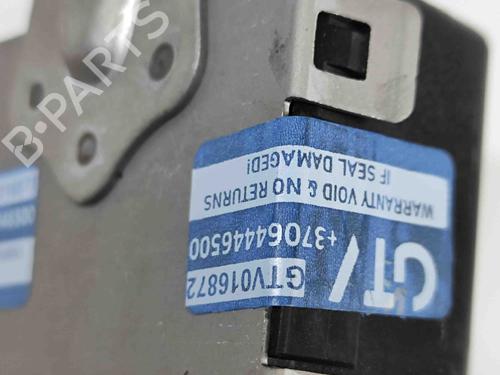 GTV
GTV016872
+37064446500
WARRANTY VOID & NO RETURNS
IF SEAL DAMAGED!
B-PARTS